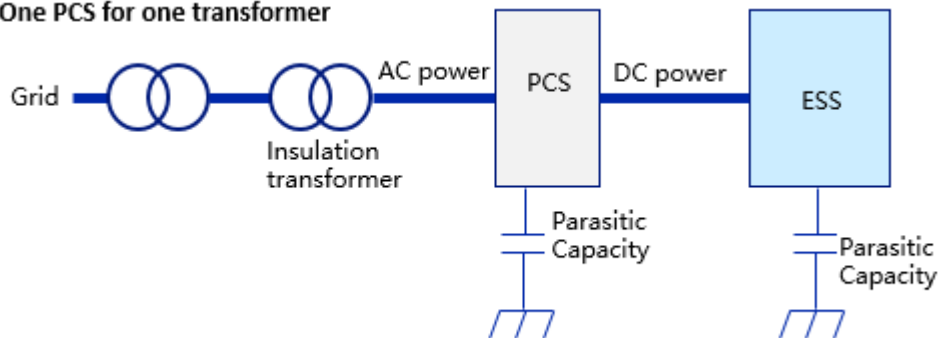 One PCS for one transformer
Grid
AC power
PCS
DC power
ESS
Insulation
transformer
Parasitic
Capacity
Parasitic
Capacity